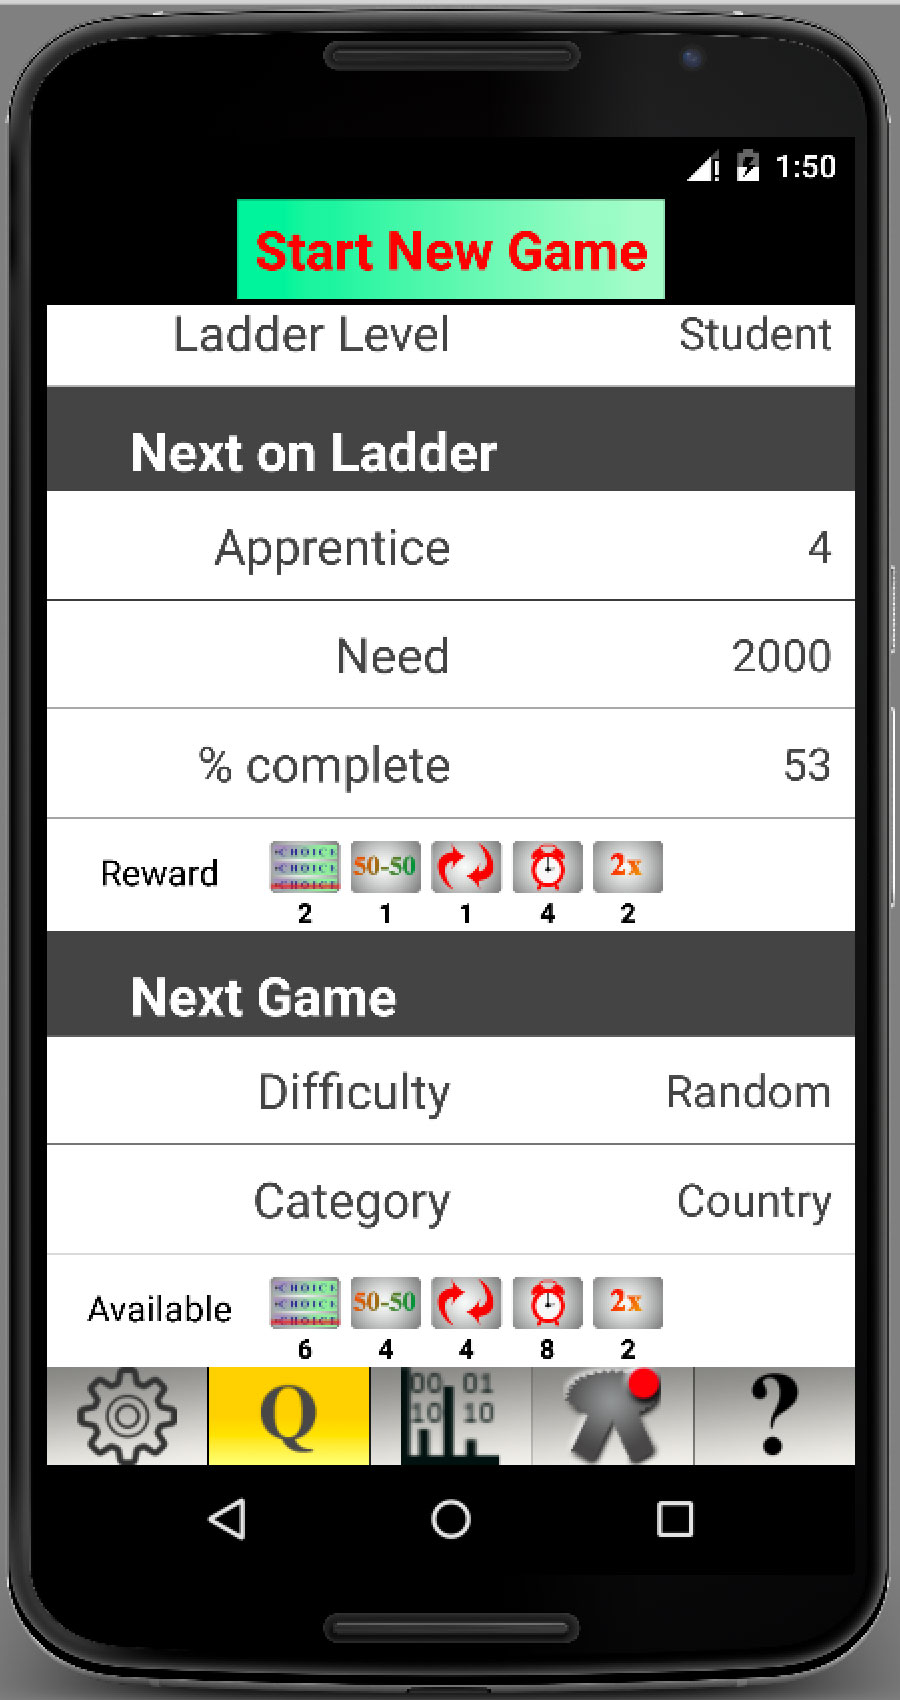 1:50
Start New Game
Ladder Level Student
Next on Ladder
Apprentice 4
Need 2000
% complete 53
Reward CHOICE CHOICE CHOICE 50-50 2x
2 1 1 4 2
Next Game
Difficulty Random
Category Country
Available CHOICE CHOICE CHOICE 50-50 2x
6 4 4 8 2
Q 00 01 ?
10 10